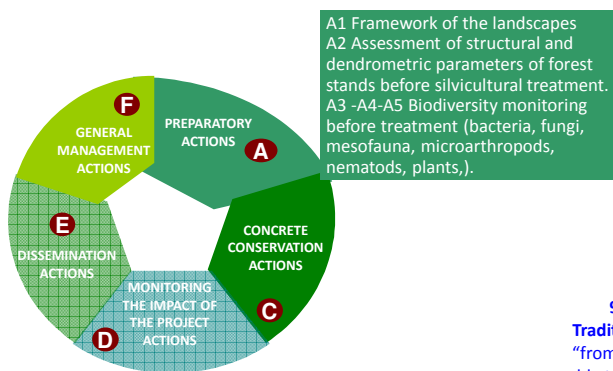 A1 Framework of the landscapes
A2 Assessment of structural and
dendrometric parameters of forest
stands before silvicultural treatment.
A3 -A4-A5 Biodiversity monitoring
before treatment (bacteria, fungi,
mesofauna, microarthropods,
nematods, plants,).
F
GENERAL
MANAGEMENT
ACTIONS
PREPARATORY
ACTIONS
A
E
DISSEMINATION
ACTIONS
CONCRETE
CONSERVATION
ACTIONS
C
MONITORING
THE IMPACT OF
THE PROJECT
ACTIONS
D
Tradit
“from